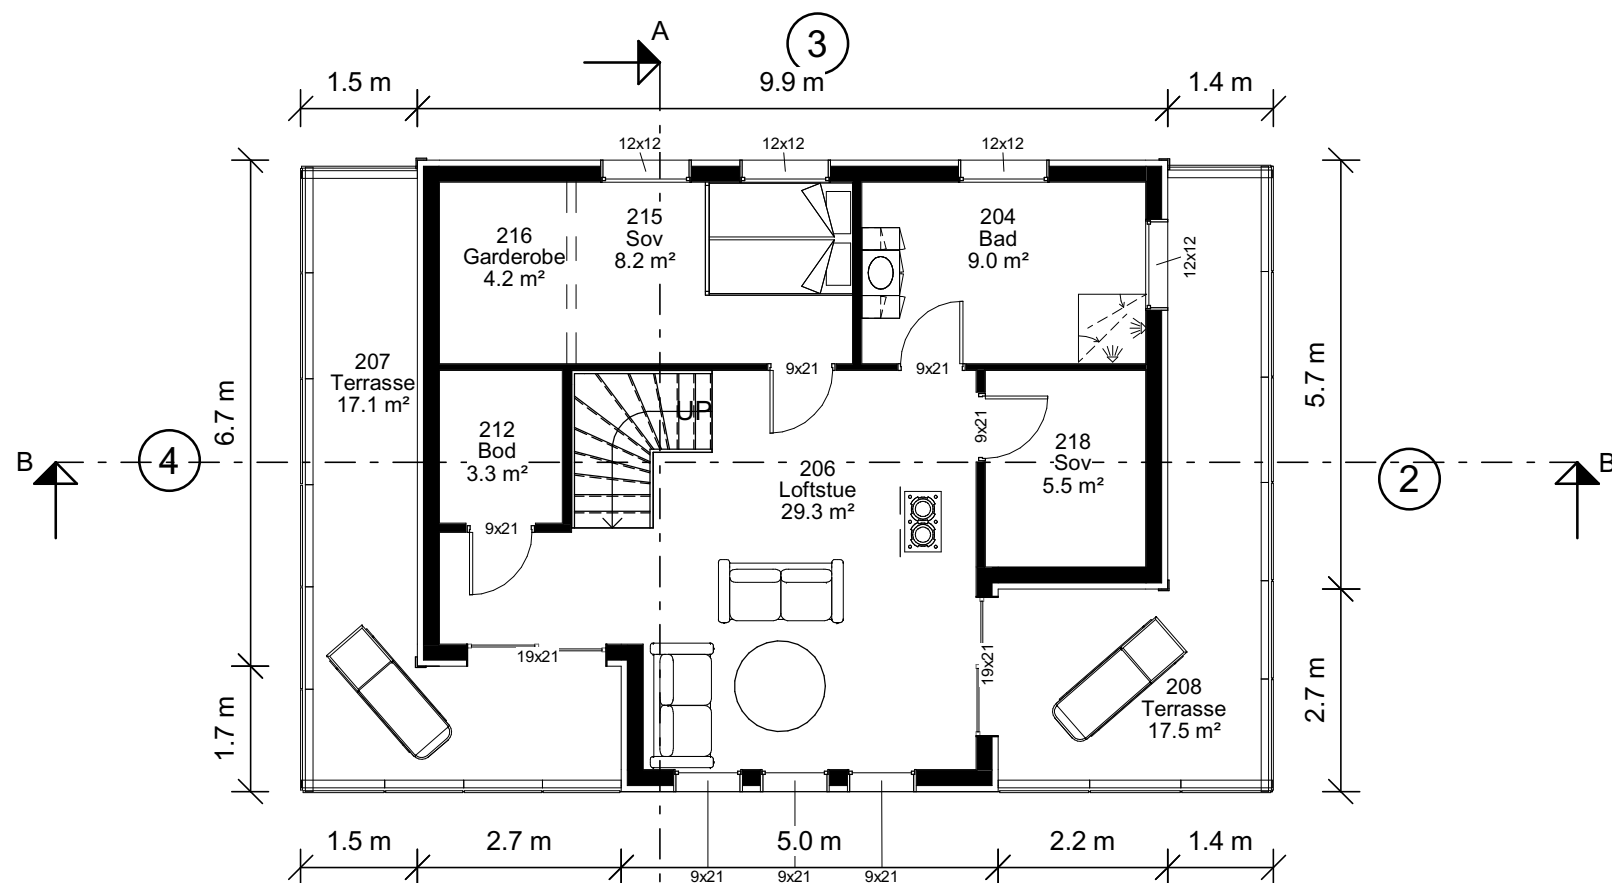 A
3
1.5 m
9.9 m
1.4 m
12x12
12x12
12x12
215
Sov
8.2 m²
204
Bad
9.0 m²
216
Garderobe
4.2 m²
12x12
207
Terrasse
17.1 m²
9x21
9x21
5.7 m
6.7 m
UP
9x21
212
Bod
3.3 m²
218
Sov
5.5 m²
B
4
206
Loftstue
29.3 m²
2
B
9x21
19x21
19x21
208
Terrasse
17.5 m²
1.7 m
2.7 m
1.5 m
2.7 m
5.0 m
2.2 m
1.4 m
9x21
9x21
9x21